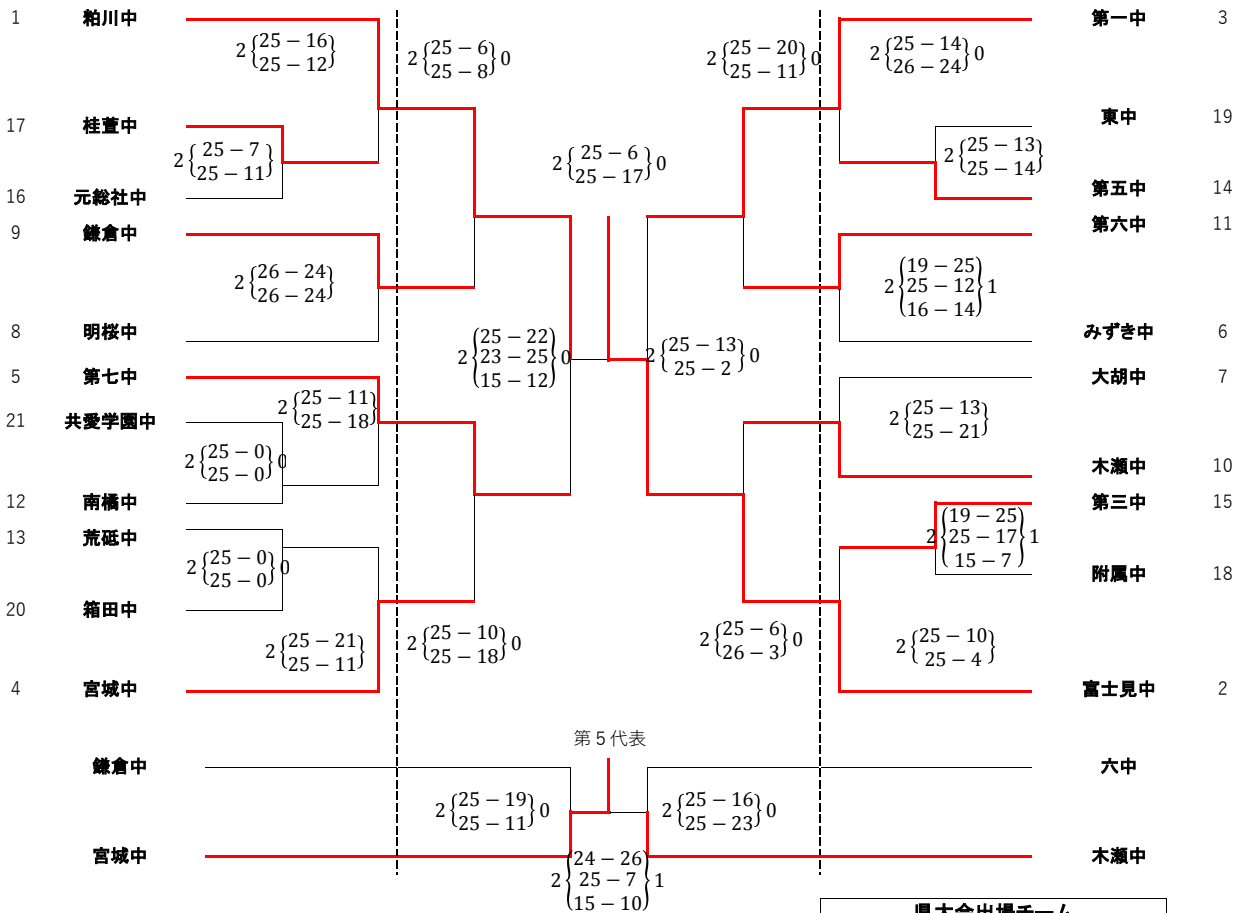 1 粕川中
2{25 − 16
25 − 12}
17 桂萱中
2{25 − 7
25 − 11}
16 元総社中
9 鎌倉中
2{26 − 24
26 − 24}
8 明桜中
5 第七中
2{25 − 11
25 − 18}
21 共愛学園中
2{25 − 0
25 − 0}0
12 南橘中
13 荒砥中
2{25 − 0
25 − 0}0
20 箱田中
2{25 − 21
25 − 11}
4 宮城中
2{25 − 6
25 − 8}0
2{25 − 10
25 − 18}0
2{25 − 22
23 − 25
15 − 12}0
2{25 − 6
25 − 17}0
2{25 − 13
25 − 2}0
2{25 − 20
25 − 11}0
2{25 − 6
26 − 3}0
第一中 3
2{25 − 14
26 − 24}0
東中 19
2{25 − 13
25 − 14}
第五中 14
第六中 11
2{19 − 25
25 − 12
16 − 14}1
みずき中 6
大胡中 7
2{25 − 13
25 − 21}
木瀬中 10
第三中 15
2{19 − 25
25 − 17
15 − 7}1
附属中 18
2{25 − 10
25 − 4}
富士見中 2
第5代表
鎌倉中
2{25 − 19
25 − 11}0
宮城中
2{24 − 26
25 − 7
15 − 10}1
六中
2{25 − 16
25 − 23}0
木瀬中
県大会出場チーム